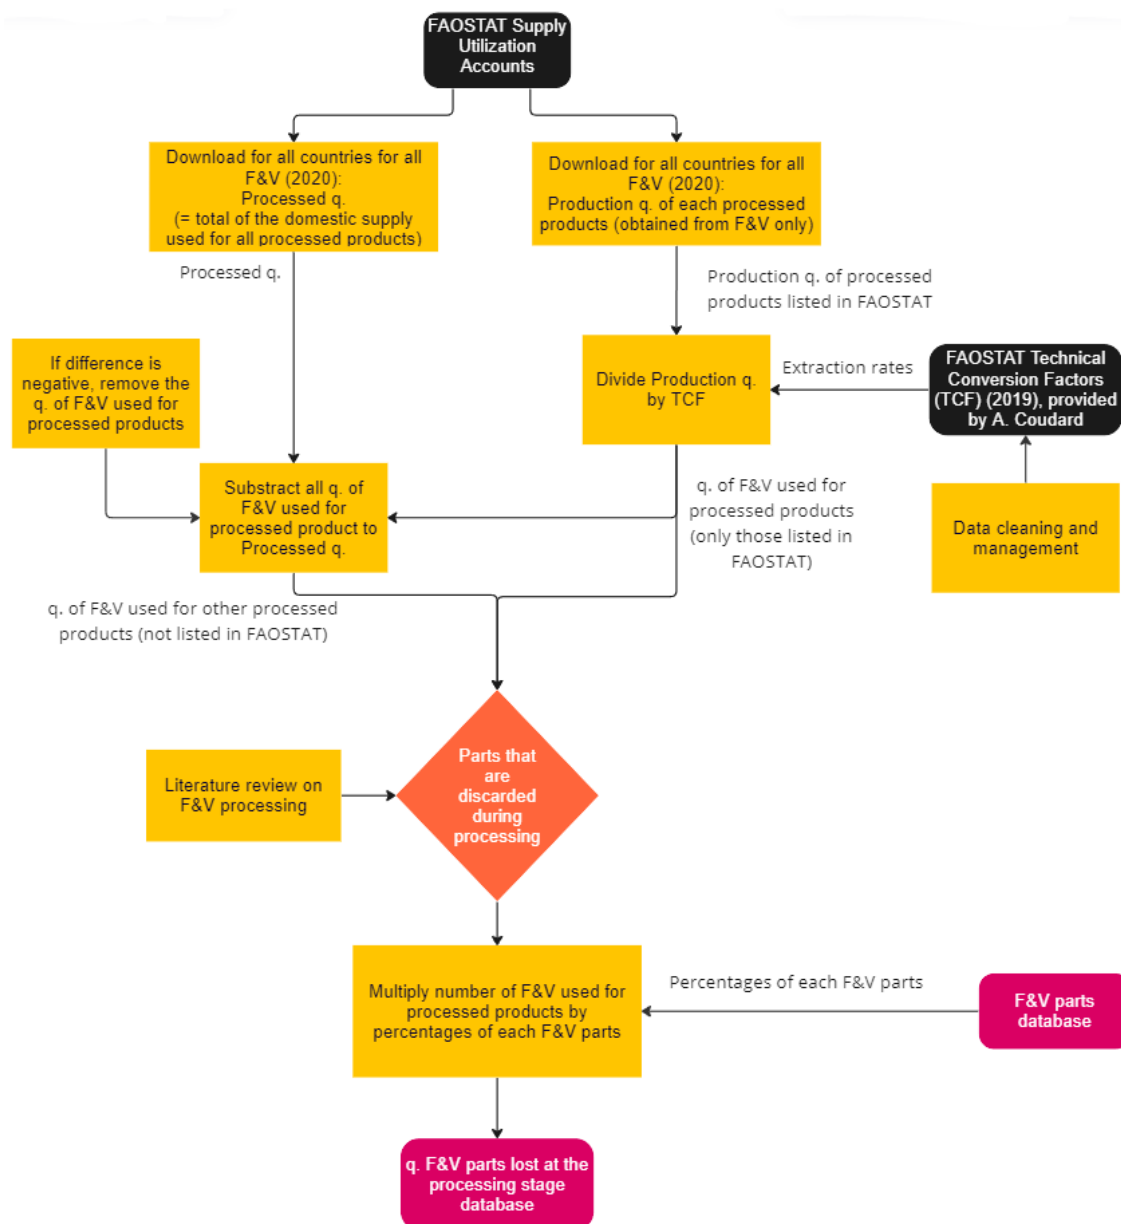 FAOSTAT Supply
Utilization
Accounts
Download for all countries for all
F&V (2020):
Processed q.
(= total of the domestic supply
used for all processed products)
Download for all countries for all
F&V (2020):
Production q. of each processed
products (obtained from F&V only)
Processed q.
Production q. of processed
products listed in FAOSTAT
If difference is
negative, remove the
q. of F&V used for
processed products
Divide Production q.
by TCF
Extraction rates
FAOSTAT Technical
Conversion Factors
(TCF) (2019), provided
by A. Coudard
Substract all q. of
F&V used for
processed product to
Processed q.
q. of F&V used for
processed products
(only those listed in
FAOSTAT)
Data cleaning and
management
q. of F&V used for other processed
products (not listed in FAOSTAT)
Literature review on
F&V processing
Parts that
are
discarded
during
processing
Multiply number of F&V used for
processed products by
percentages of each F&V parts
Percentages of each F&V parts
F&V parts
database
q. F&V parts lost at the
processing stage
database